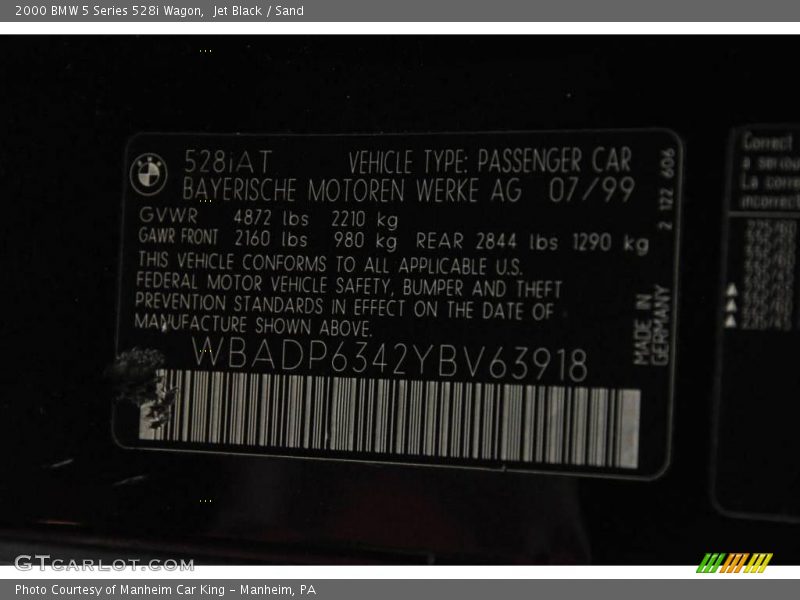 2000 BMW 5 Series 528i Wagon,  Jet Black / Sand
528iAT VEHICLE TYPE: PASSENGER CAR
BAYERISCHE MOTOREN WERKE AG 07/99
GVWR 4872 lbs 2210 kg
GAWR FRONT 2160 lbs 980 kg REAR 2844 lbs 1290 kg
THIS VEHICLE CONFORMS TO ALL APPLICABLE U.S.
FEDERAL MOTOR VEHICLE SAFETY, BUMPER AND THEFT
PREVENTION STANDARDS IN EFFECT ON THE DATE OF
MANUFACTURE SHOWN ABOVE.
WBADP6342YBV63918
2 122 606
MADE IN
GERMANY
Correct
La
incorrect
GTCARLOT.COM
Photo Courtesy of Manheim Car King - Manheim, PA